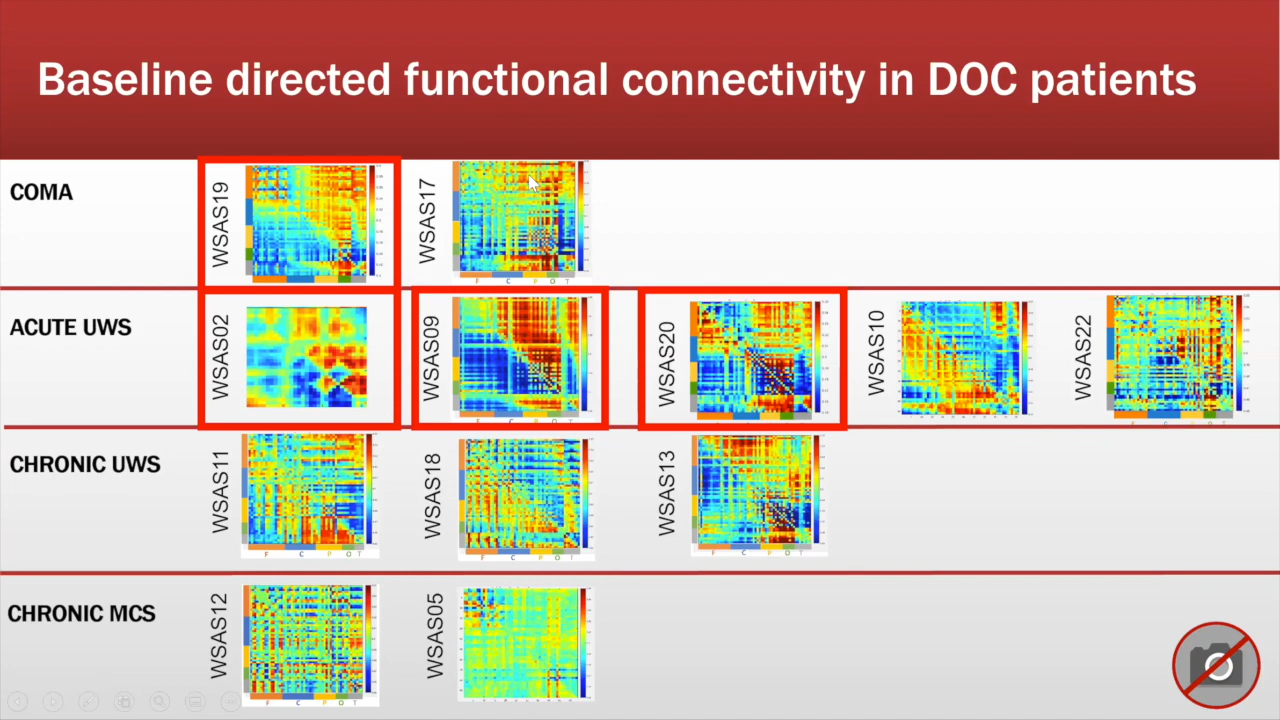 Baseline directed functional connectivity in DOC patients
COMA
WSAS19
WSAS17
F C P O T
ACUTE UWS
WSAS02
WSAS09
WSAS20
WSAS10
WSAS22
CHRONIC UWS
WSAS11
WSAS18
WSAS13
F C P O T
F C P O T
CHRONIC MCS
WSAS12
WSAS05
F C P O T